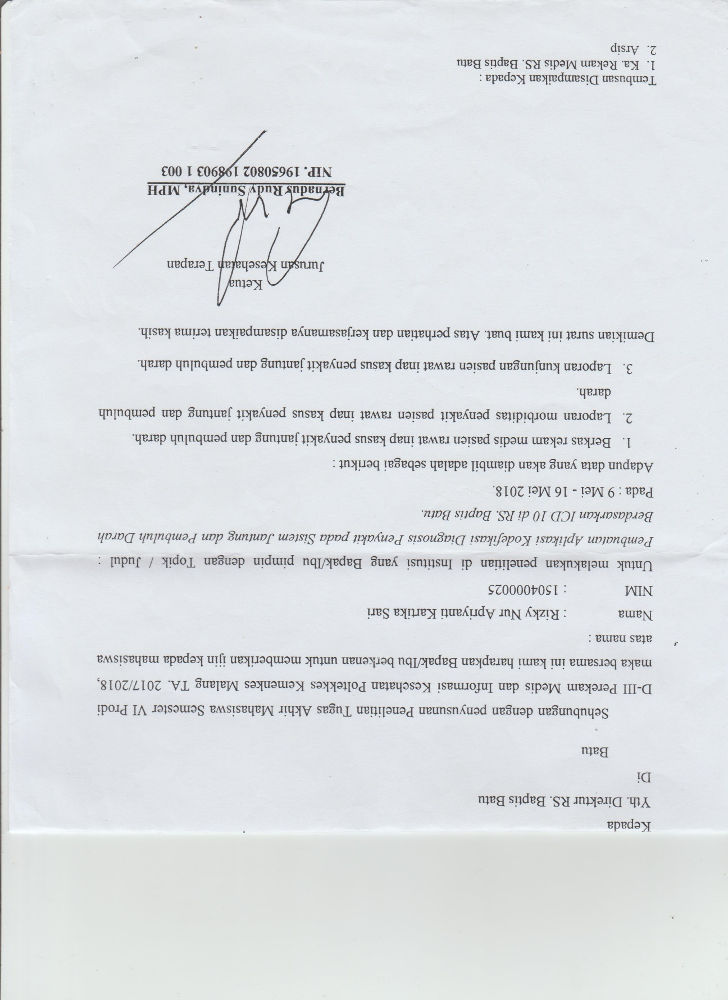 Kepada
Yth. Direktur RS. Baptis Batu
Di
Batu
Sehubungan dengan penyusunan Penelitian Tugas Akhir Mahasiswa Semester VI Prodi
D-III Perekam Medis dan Informasi Kesehatan Poltekkes Kemenkes Malang TA. 2017/2018,
maka bersama ini kami harapkan Bapak/Ibu berkenan untuk memberikan ijin kepada mahasiswa
atas nama :
Nama : Rizky Nur Apriyanti Kartika Sari
NIM : 1504000025
Untuk melakukan penelitian di Institusi yang Bapak/Ibu pimpin dengan Topik / Judul :
Pembuatan Aplikasi Kodefikasi Diagnosis Penyakit pada Sistem Jantung dan Pembuluh Darah
Berdasarkan ICD 10 di RS. Baptis Batu.
Pada : 9 Mei - 16 Mei 2018.
Adapun data yang akan diambil adalah sebagai berikut :
1. Berkas rekam medis pasien rawat inap kasus penyakit jantung dan pembuluh darah.
2. Laporan morbiditas penyakit pasien rawat inap kasus penyakit jantung dan pembuluh
darah.
3. Laporan kunjungan pasien rawat inap kasus penyakit jantung dan pembuluh darah.
Demikian surat ini kami buat. Atas perhatian dan kerjasamanya disampaikan terima kasih.
Ketua
Jurusan Kesehatan Terapan
Bernadus Rudy Sunindya, MPH
NIP. 19650802 198903 1 003
Tembusan Disampaikan Kepada :
1. Ka. Rekam Medis RS. Baptis Batu
2. Arsip